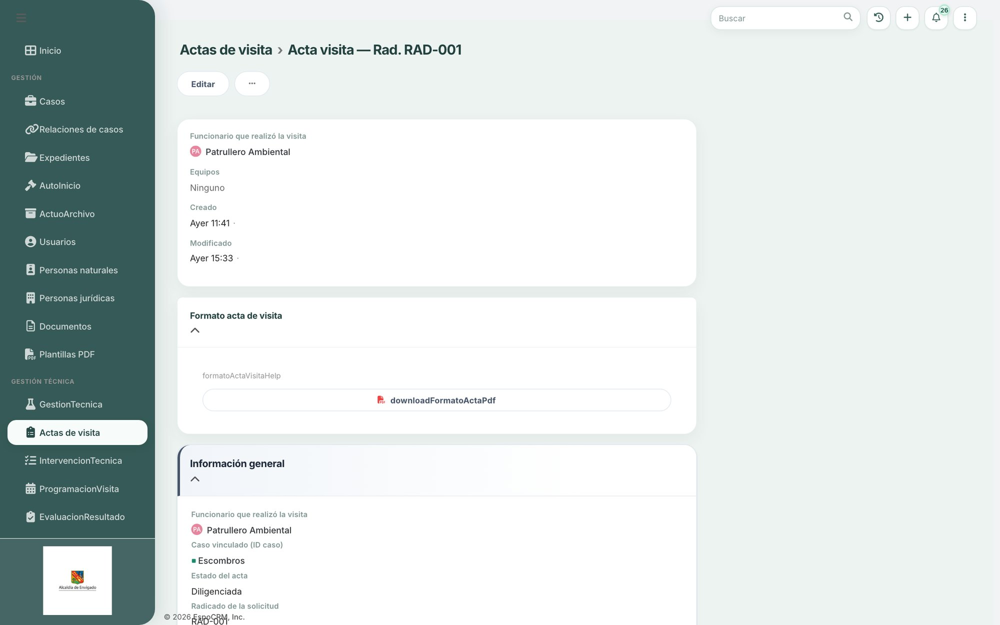 Buscar
26
Inicio
GESTIÓN
Casos
Relaciones de casos
Expedientes
AutoInicio
ActuoArchivo
Usuarios
Personas naturales
Personas jurídicas
Documentos
Plantillas PDF
GESTIÓN TÉCNICA
GestionTecnica
Actas de visita
IntervencionTecnica
ProgramacionVisita
EvaluacionResultado
Alcaldía de Envigado
Actas de visita › Acta visita — Rad. RAD-001
Editar
···
Funcionario que realizó la visita
PA Patrullero Ambiental
Equipos
Ninguno
Creado
Ayer 11:41 ·
Modificado
Ayer 15:33 ·
Formato acta de visita
formatoActaVisitaHelp
PDF downloadFormatoActaPdf
Información general
Funcionario que realizó la visita
PA Patrullero Ambiental
Caso vinculado (ID caso)
Escombros
Estado del acta
Diligenciada
Radicado de la solicitud
RAD-001
© 2026 EspoCRM, Inc.